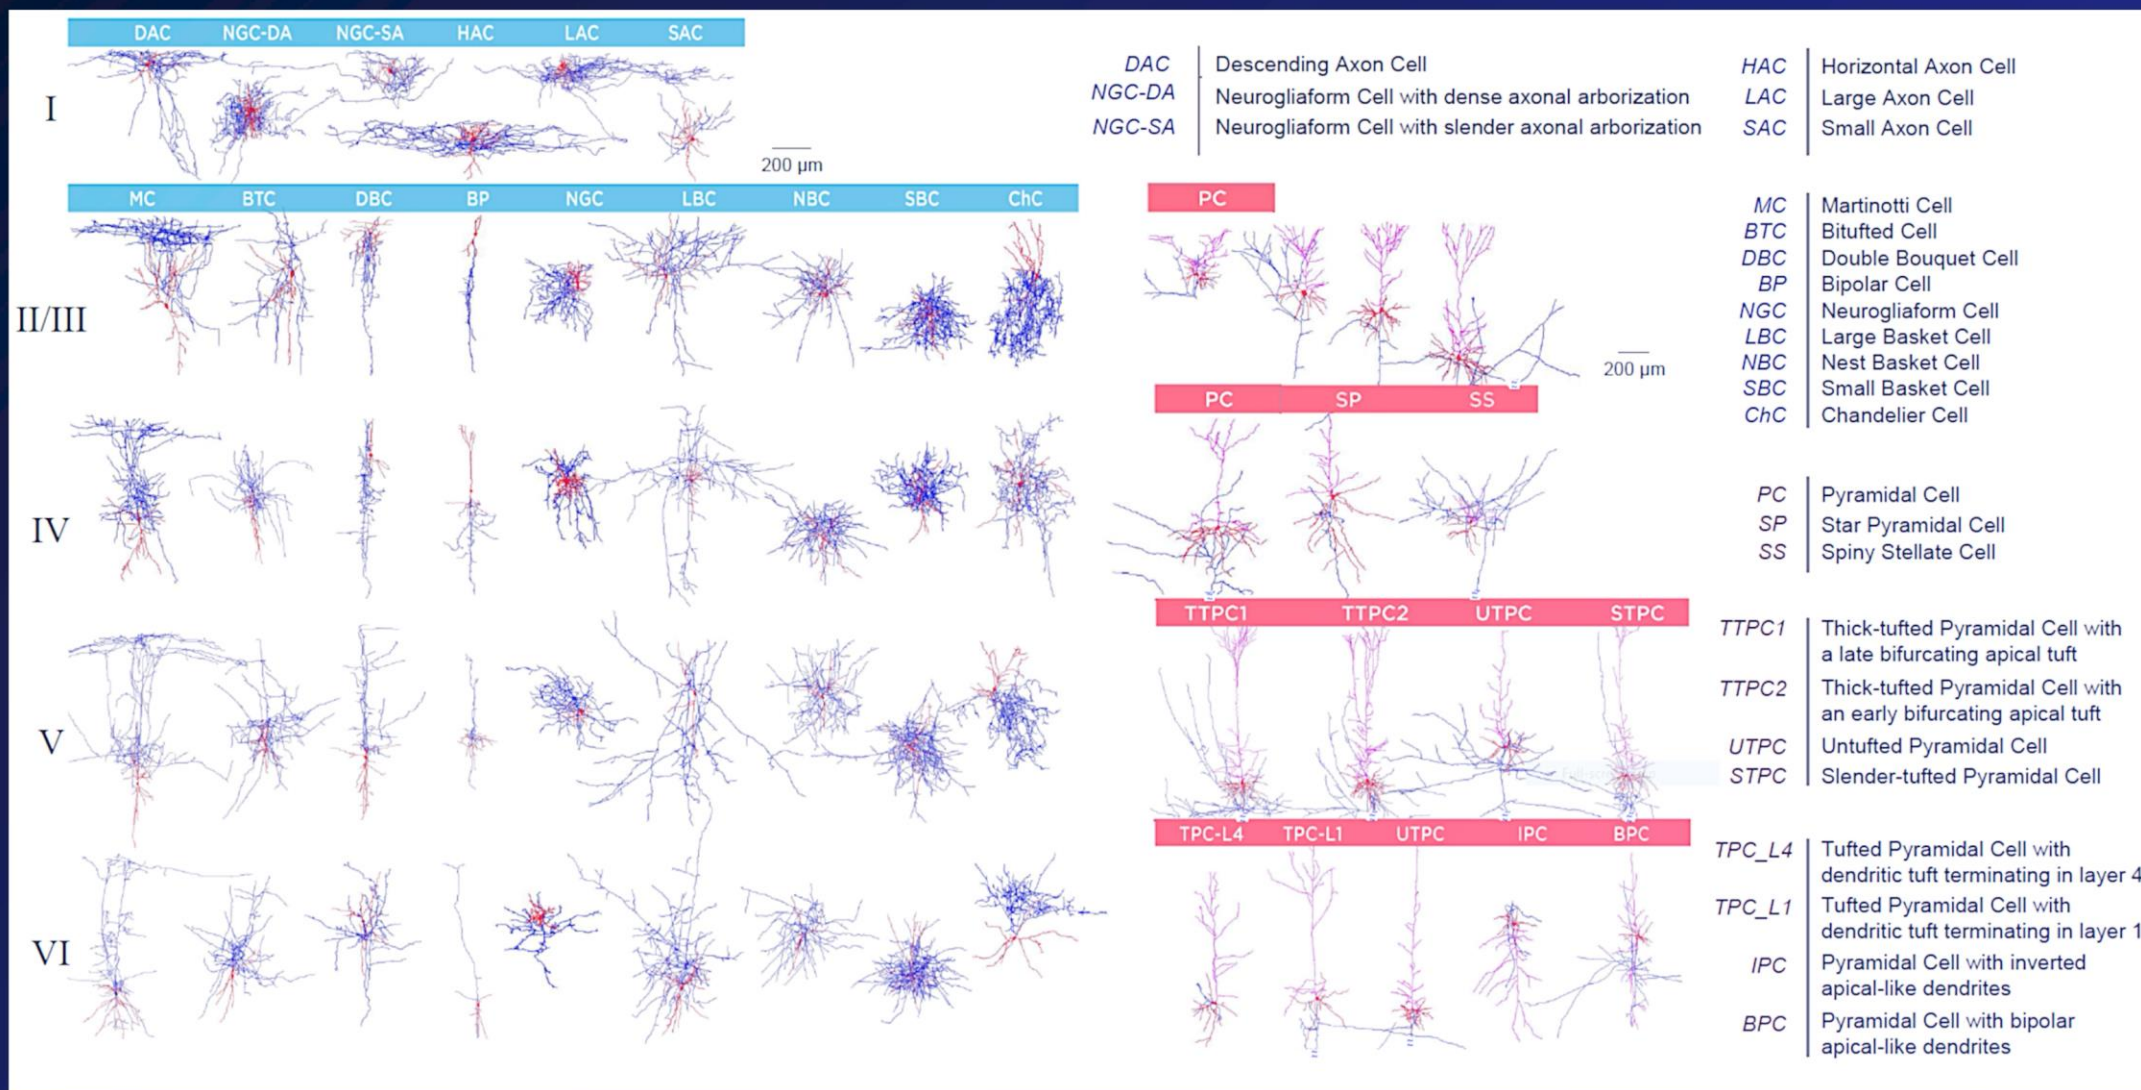 DAC NGC-DA NGC-SA HAC LAC SAC
I
200 µm
DAC Descending Axon Cell
NGC-DA Neurogliaform Cell with dense axonal arborization
NGC-SA Neurogliaform Cell with slender axonal arborization
HAC Horizontal Axon Cell
LAC Large Axon Cell
SAC Small Axon Cell
MC BTC DBC BP NGC LBC NBC SBC ChC
II/III
IV
V
VI
PC
200 µm
PC SP SS
TTPC1 TTPC2 UTPC STPC
TPC-L4 TPC-L1 UTPC IPC BPC
MC Martinotti Cell
BTC Bitufted Cell
DBC Double Bouquet Cell
BP Bipolar Cell
NGC Neurogliaform Cell
LBC Large Basket Cell
NBC Nest Basket Cell
SBC Small Basket Cell
ChC Chandelier Cell
PC Pyramidal Cell
SP Star Pyramidal Cell
SS Spiny Stellate Cell
TTPC1 Thick-tufted Pyramidal Cell with
a late bifurcating apical tuft
TTPC2 Thick-tufted Pyramidal Cell with
an early bifurcating apical tuft
UTPC Untufted Pyramidal Cell
STPC Slender-tufted Pyramidal Cell
TPC_L4 Tufted Pyramidal Cell with
dendritic tuft terminating in layer 4
TPC_L1 Tufted Pyramidal Cell with
dendritic tuft terminating in layer 1
IPC Pyramidal Cell with inverted
apical-like dendrites
BPC Pyramidal Cell with bipolar
apical-like dendrites